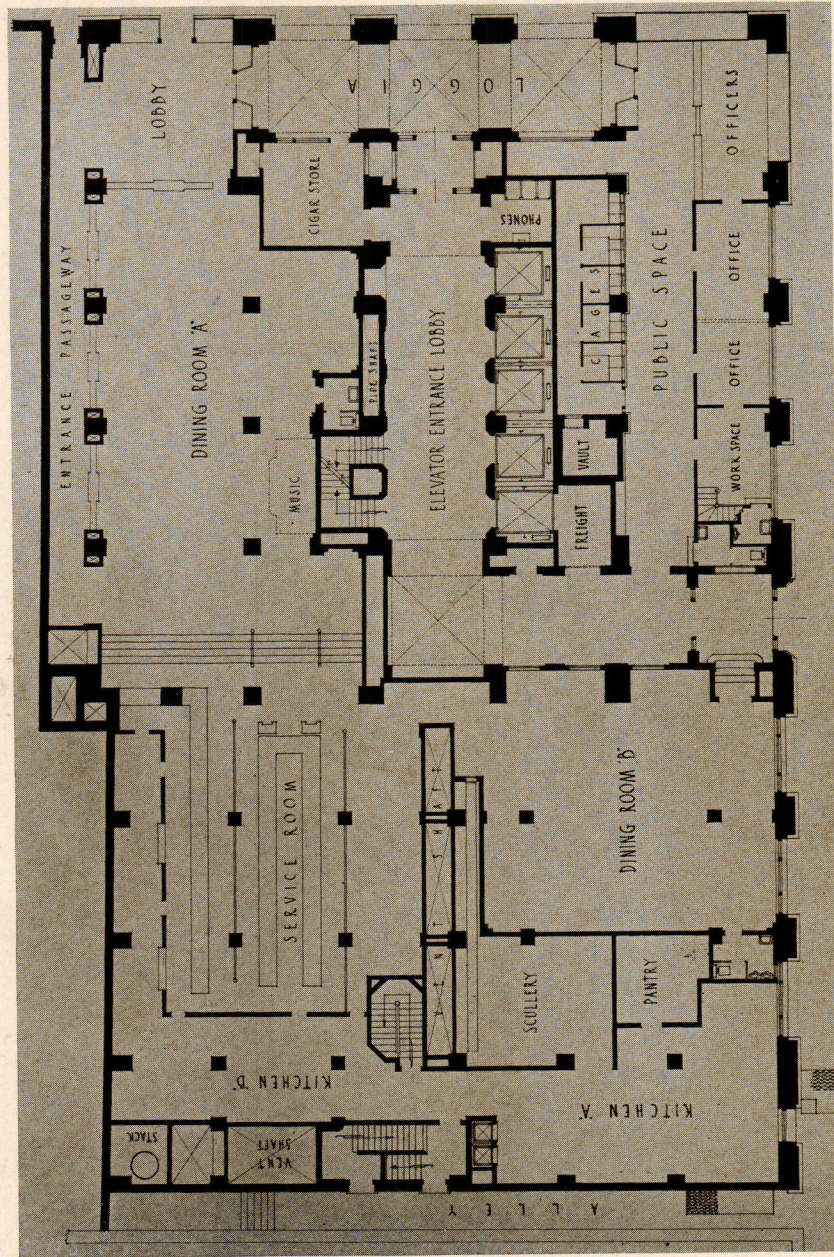 LOGGIA
LOBBY
OFFICERS
CIGAR STORE
PHONES
ENTRANCE PASSAGEWAY
DINING ROOM "A"
PIPE SHAFT
ELEVATOR ENTRANCE LOBBY
CAGES
PUBLIC SPACE
OFFICE
OFFICE
MUSIC
VAULT
WORK SPACE
FREIGHT
SERVICE ROOM
VENT SHAFT
DINING ROOM "B"
SCULLERY
PANTRY
KITCHEN "D"
KITCHEN "A"
STACK
VENT
SHAFT
ALLEY